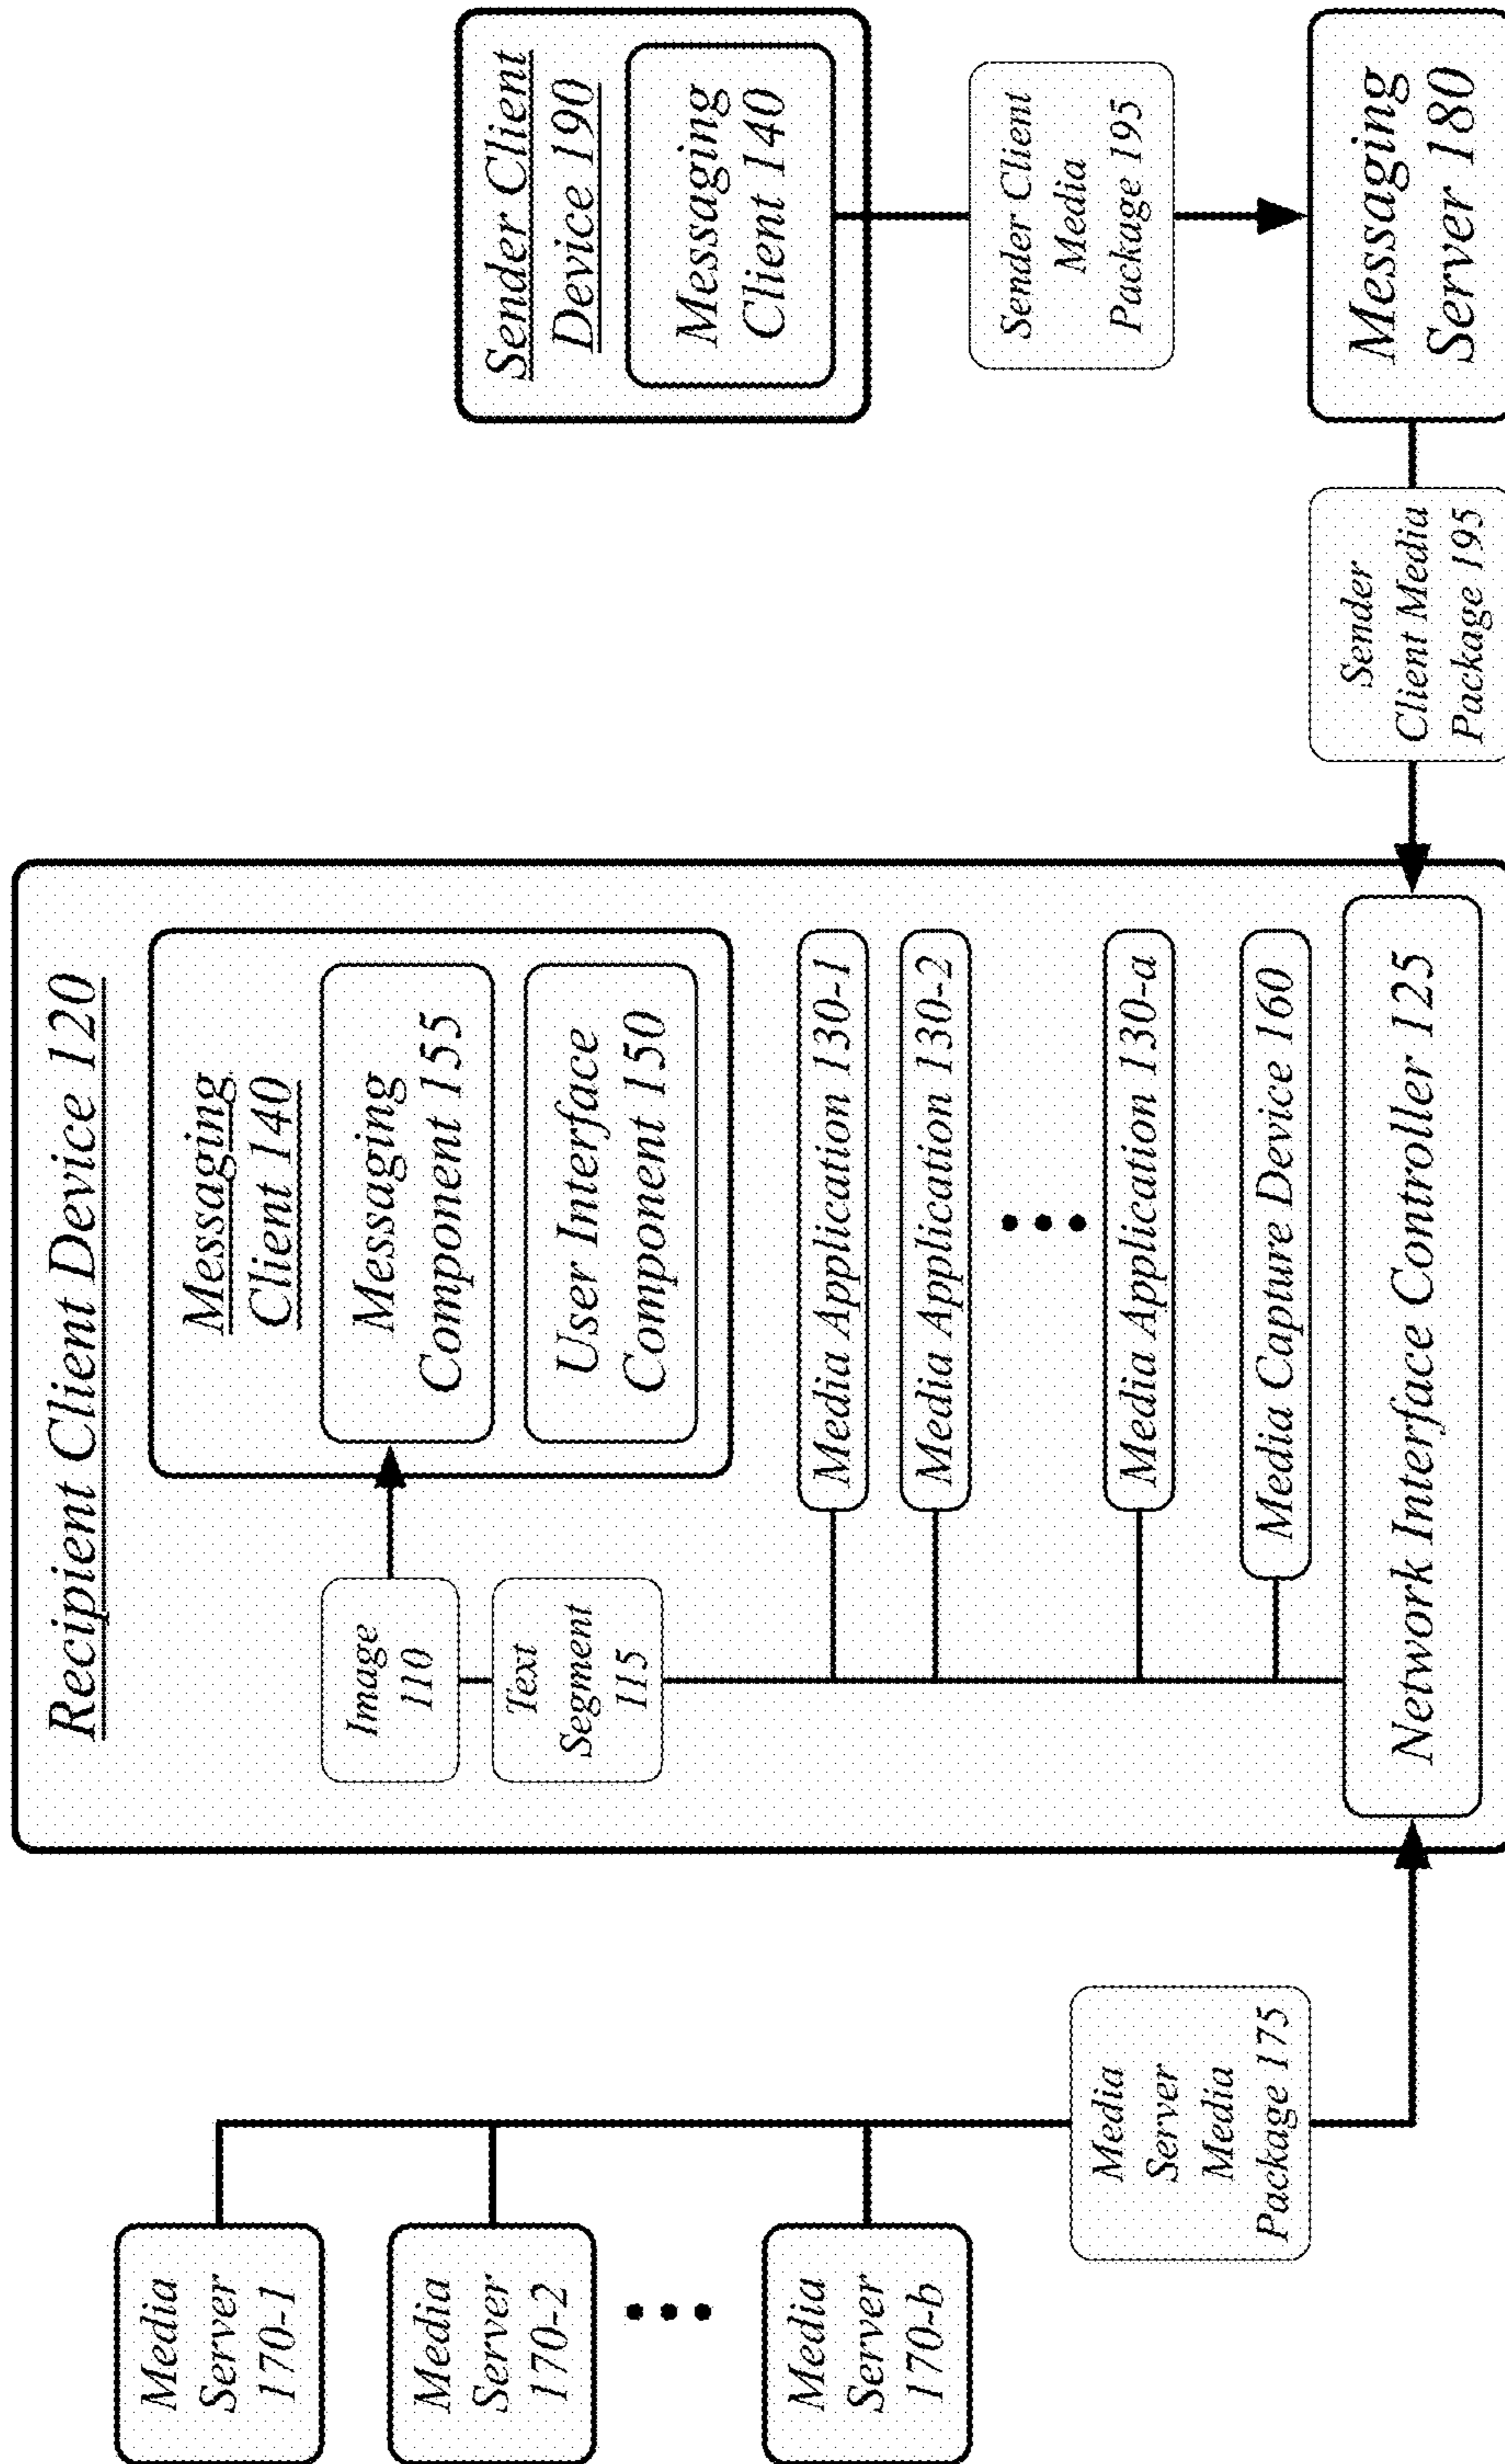 Recipient Client Device 120
Messaging
Client 140
Messaging
Component 155
User Interface
Component 150
Image
110
Text
Segment
115
Media Application 130-1
Media Application 130-2
Media Application 130-a
Media Capture Device 160
Network Interface Controller 125
Media
Server
170-1
Media
Server
170-2
Media
Server
170-b
Media
Server
Media
Package 175
Sender Client
Device 190
Messaging
Client 140
Sender Client
Media
Package 195
Messaging
Server 180
Sender
Client Media
Package 195